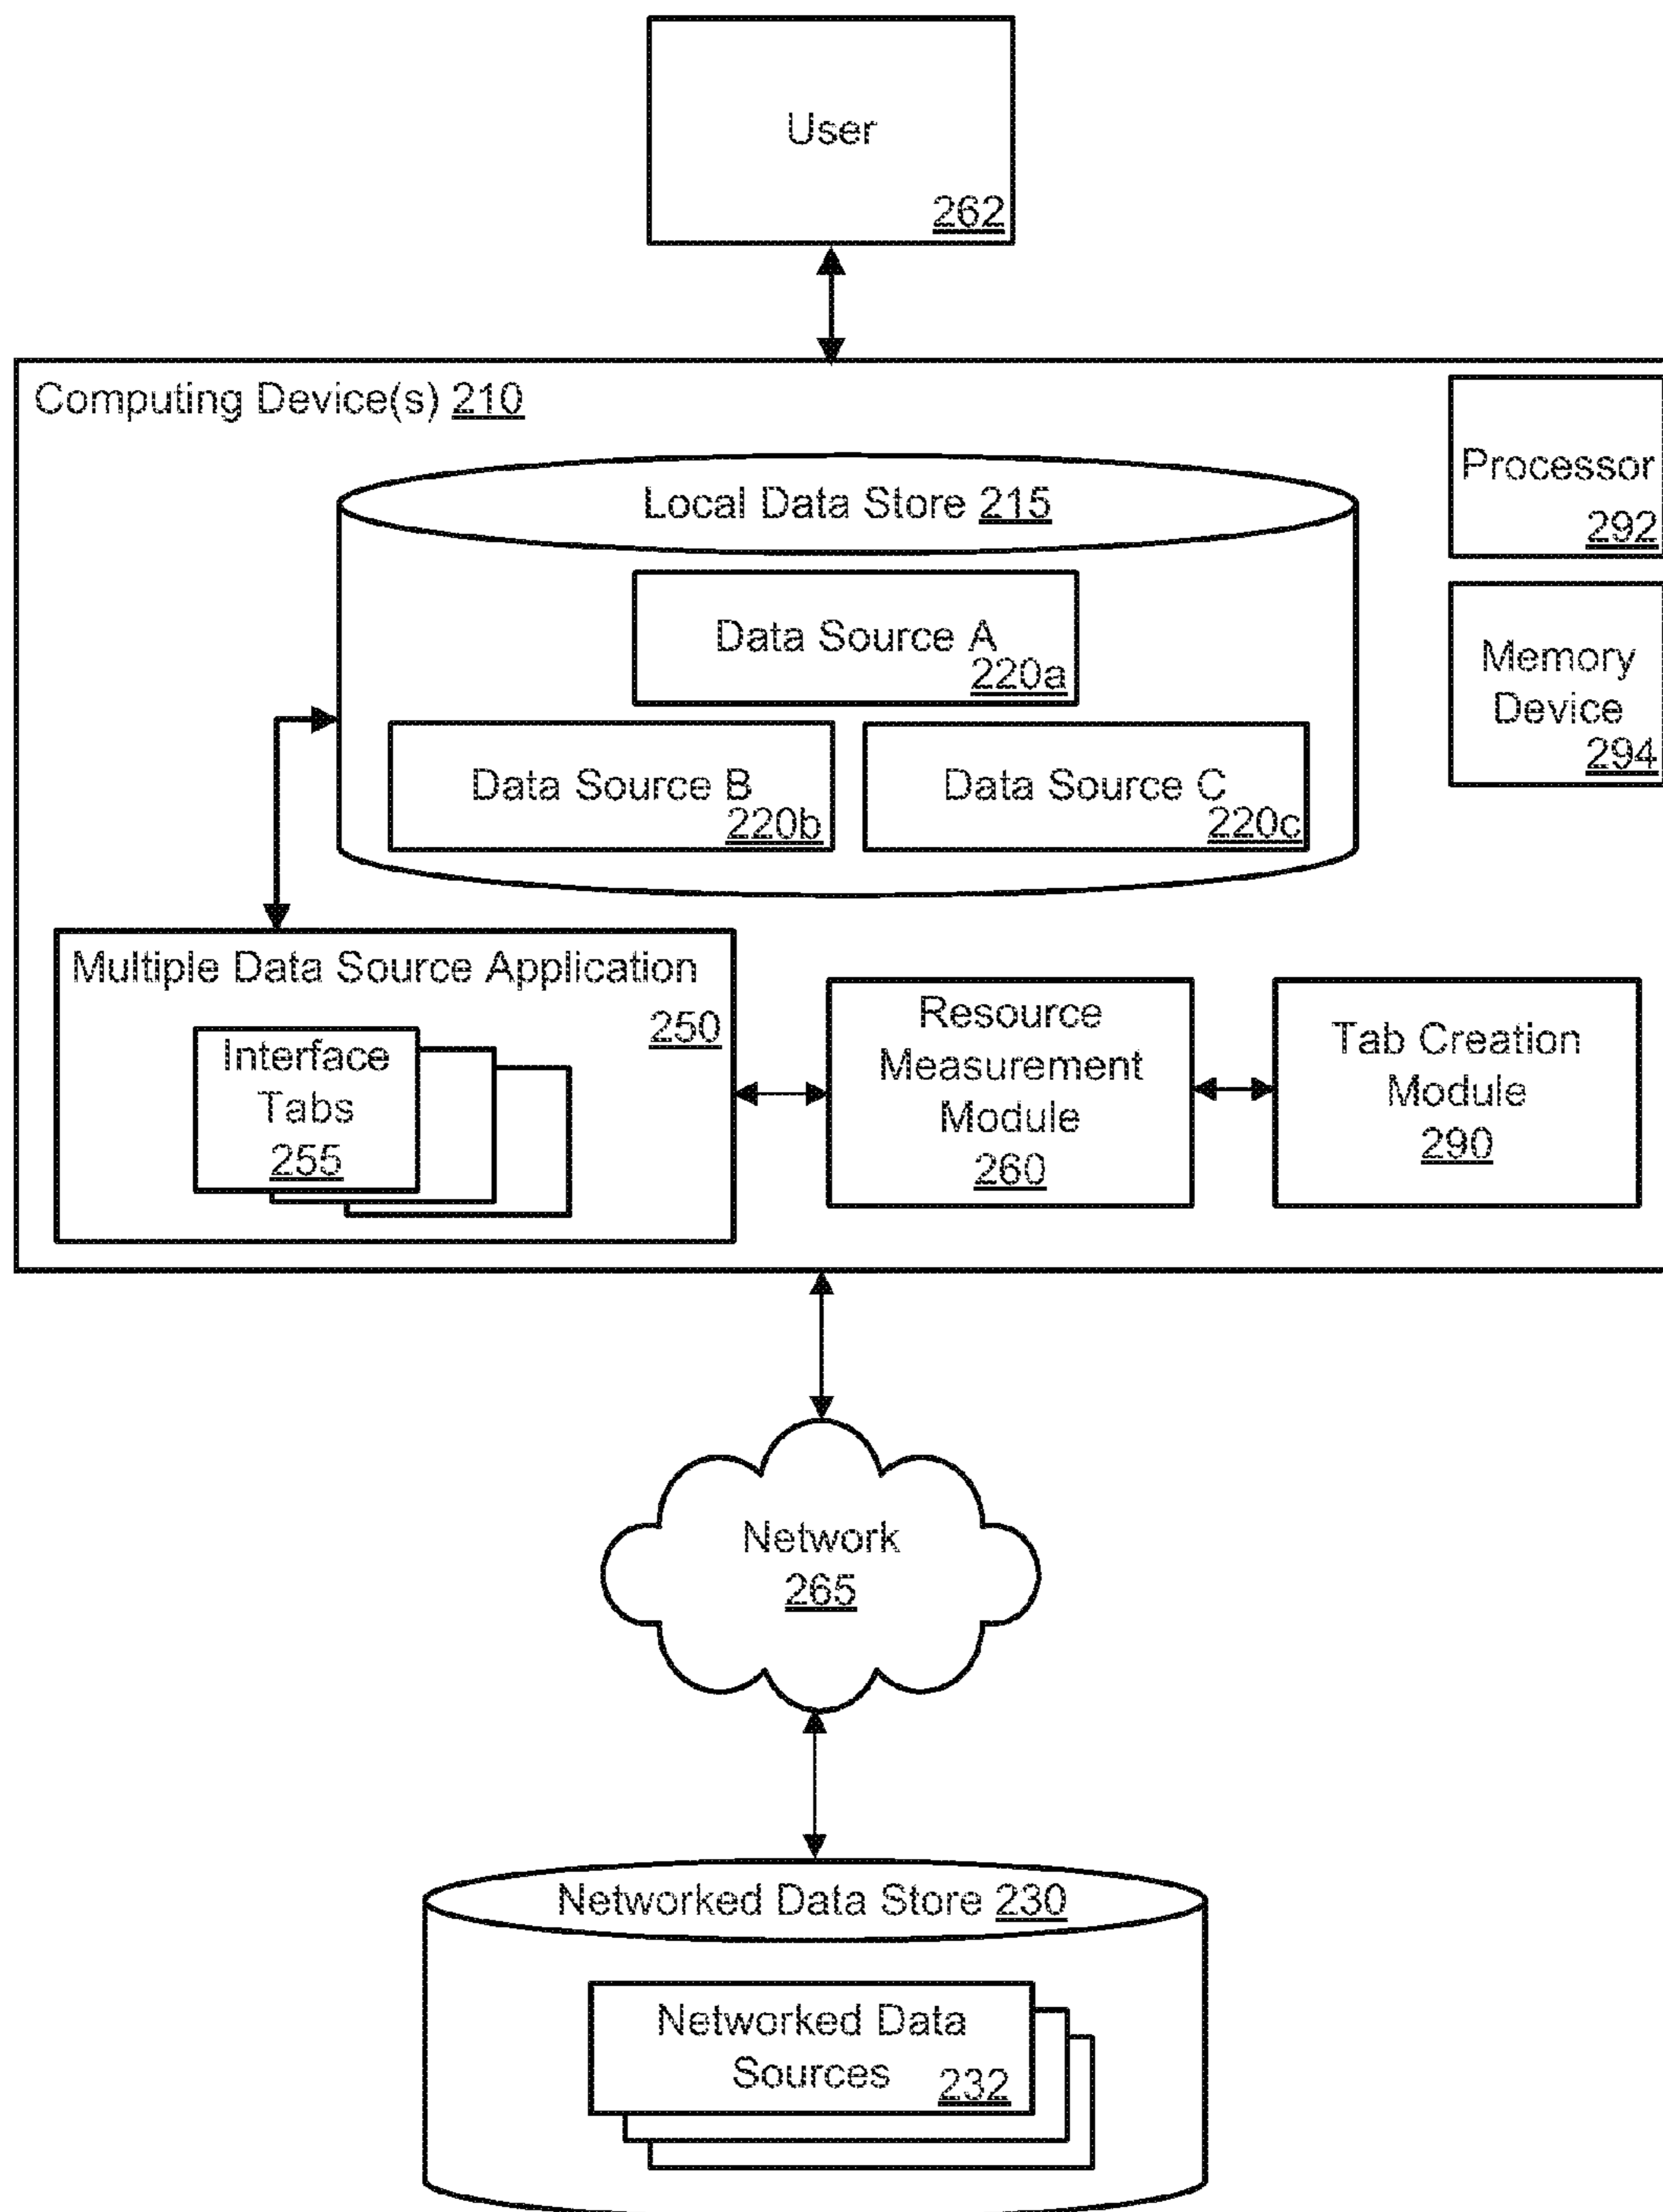 User
262
Computing Device(s) 210
Processor
292
Local Data Store 215
Data Source A
220a
Memory
Device
294
Data Source B
220b
Data Source C
220c
Multiple Data Source Application
250
Interface
Tabs
255
Resource
Measurement
Module
260
Tab Creation
Module
290
Network
265
Networked Data Store 230
Networked Data
Sources 232